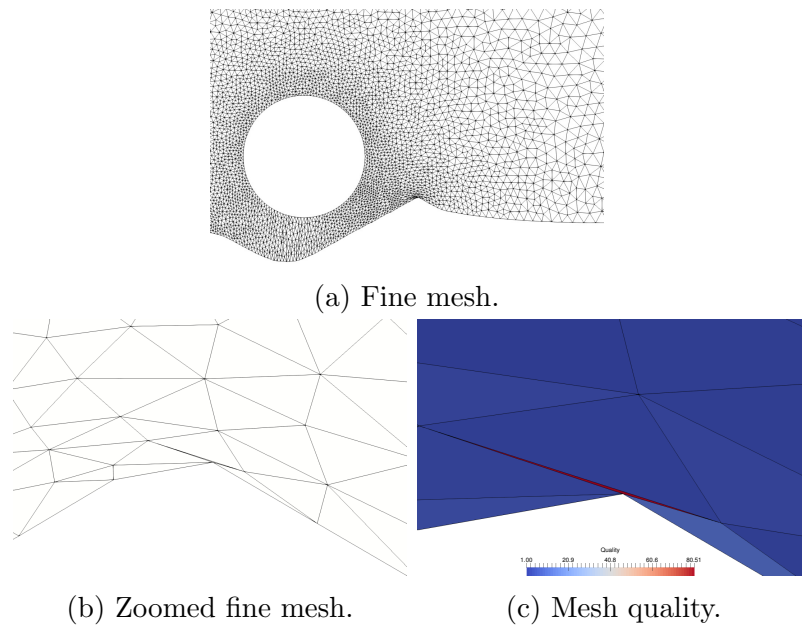 (a) Fine mesh.
Quality
1.00 20.9 40.8 60.6 80.51
(b) Zoomed fine mesh.
(c) Mesh quality.